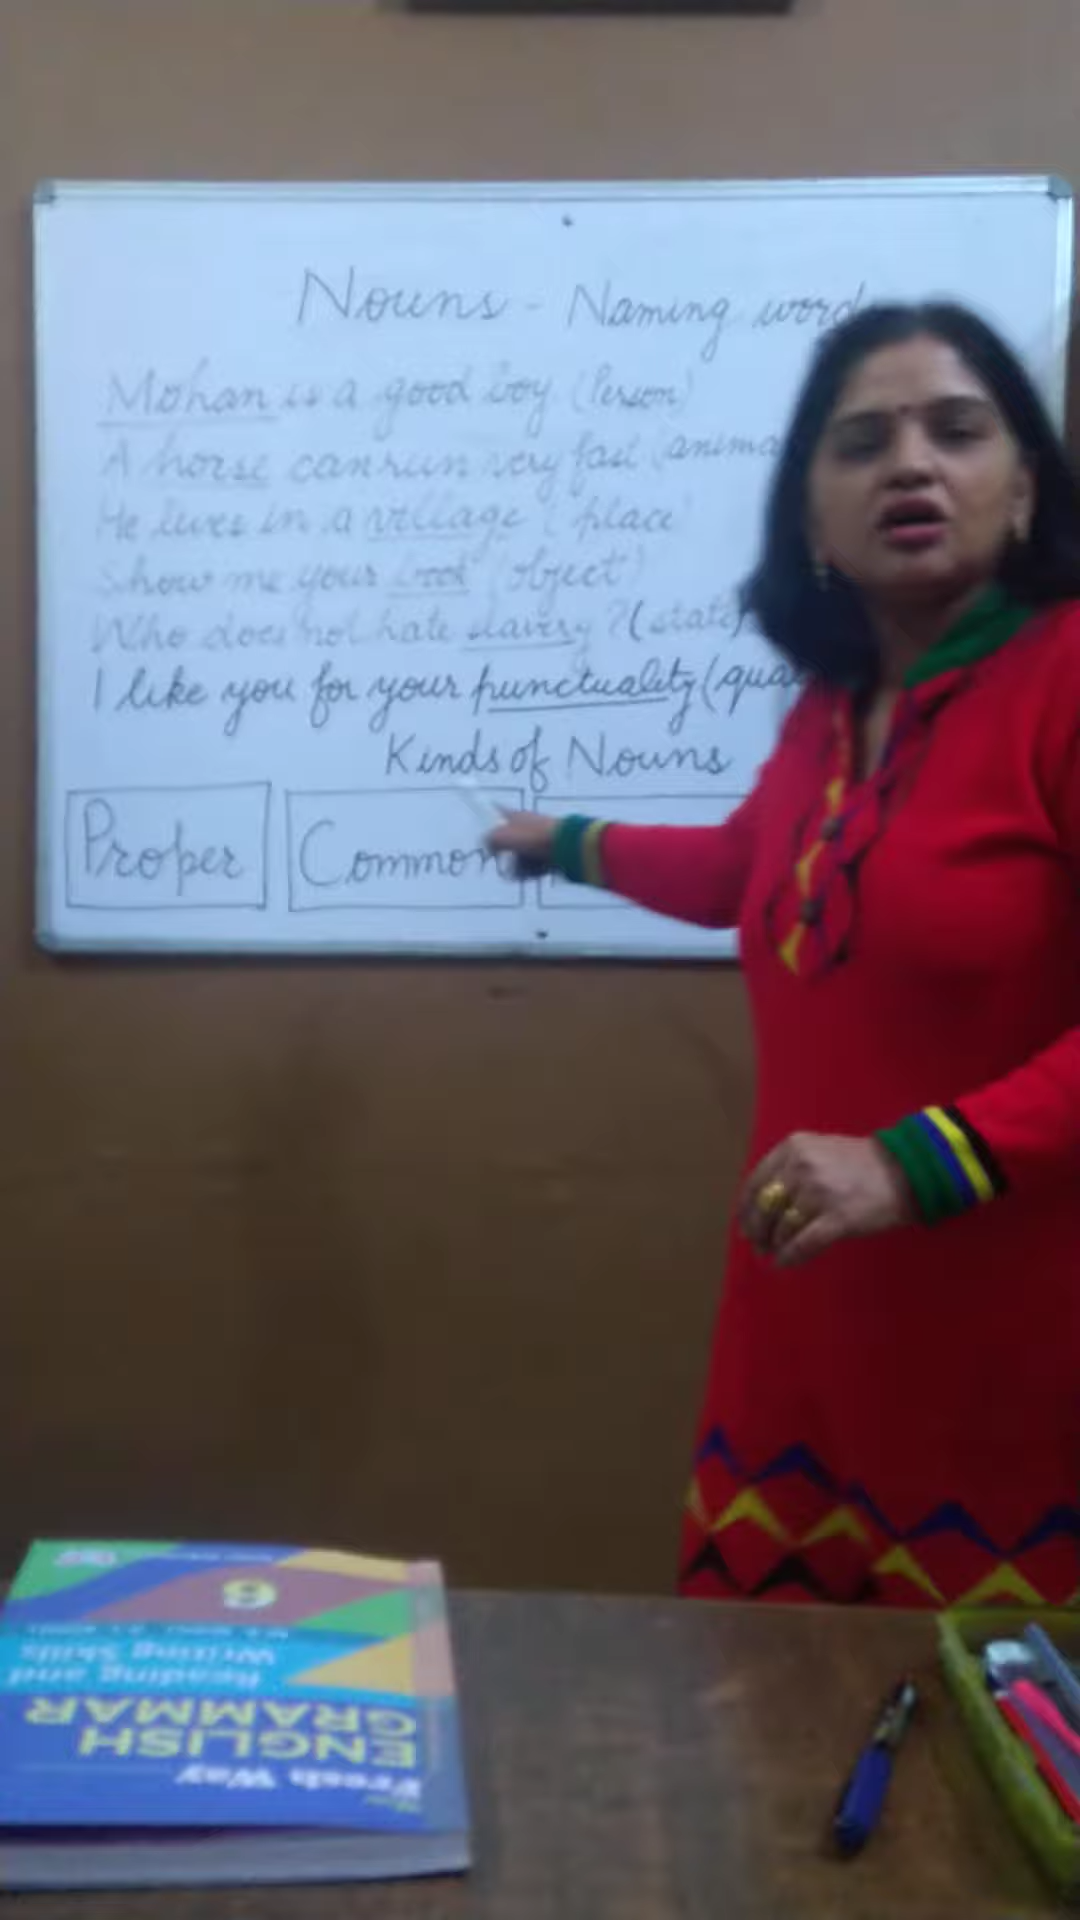 Nouns - Naming word
Mohan is a good boy (Person)
A horse can run very fast (anima
He lives in a village (place)
Show me your book (object)
Who does not hate slavery? (state)
I like you for your punctuality (qua
Kinds of Nouns
Proper
Common
New
Fresh Way
ENGLISH
GRAMMAR
Reading and
Writing Skills